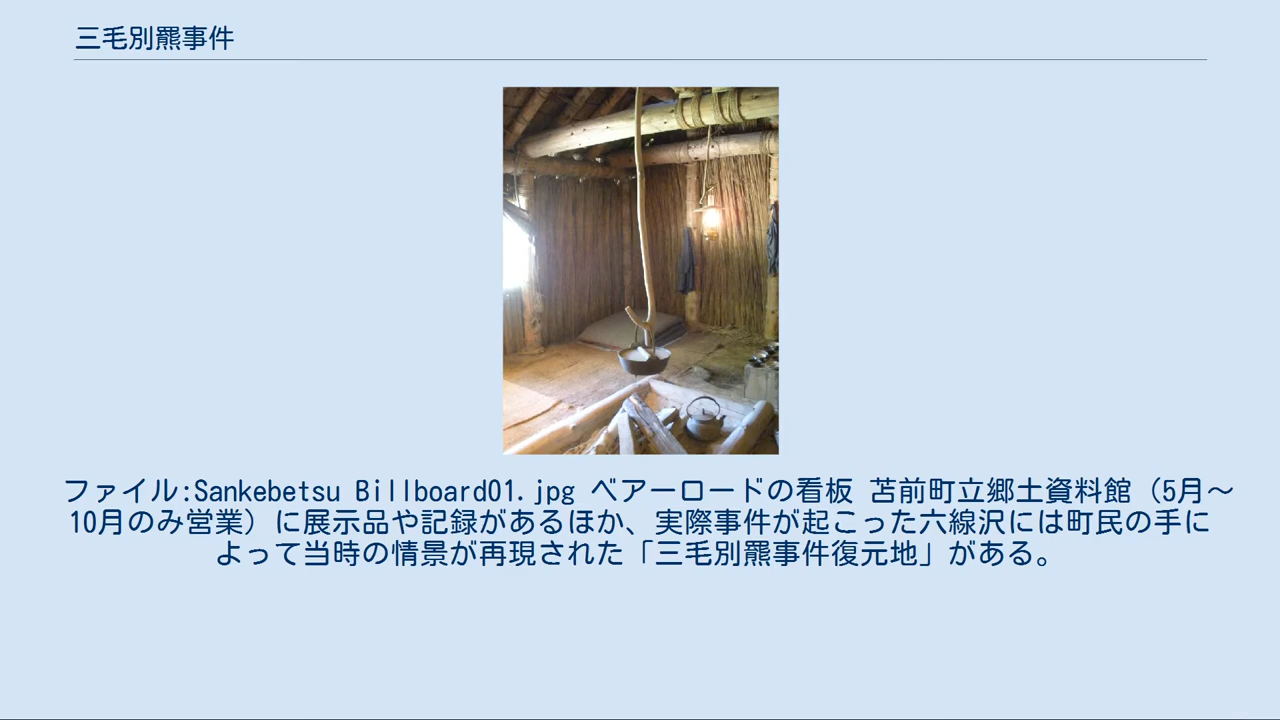 三毛別羆事件
ファイル:Sankebetsu Billboard01.jpg ベアーロードの看板 苫前町立郷土資料館（5月〜
10月のみ営業）に展示品や記録があるほか、実際事件が起こった六線沢には町民の手に
よって当時の情景が再現された「三毛別羆事件復元地」がある。